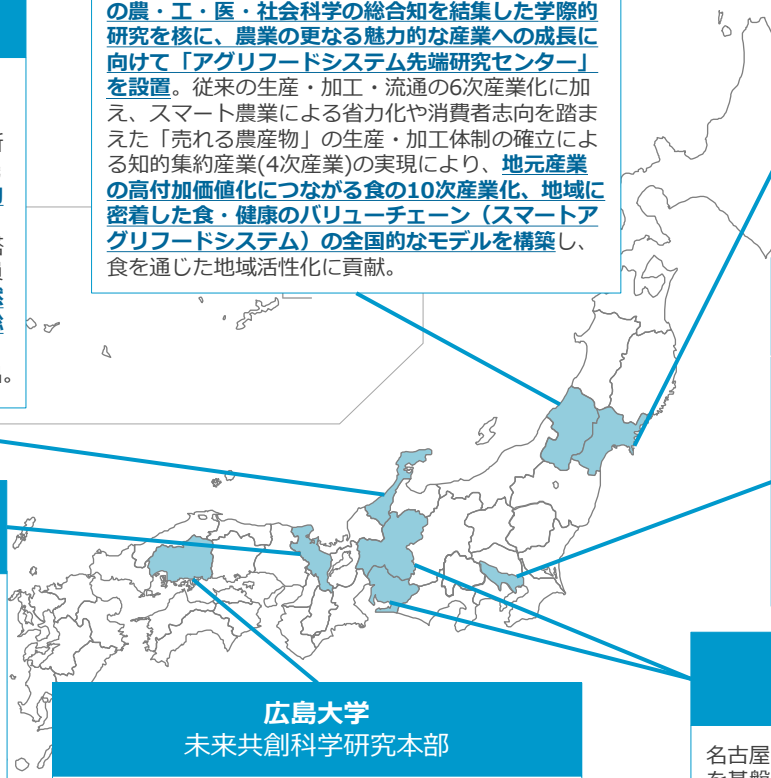 の農・工・医・社会科学の総合知を結集した学際的
研究を核に、農業の更なる魅力的な産業への成長に
向けて「アグリフードシステム先端研究センター」
を設置。従来の生産・加工・流通の6次産業化に加
え、スマート農業による省力化や消費者志向を踏ま
えた「売れる農産物」の生産・加工体制の確立によ
る知的集約産業(4次産業)の実現により、地元産業
の高付加価値化につながる食の10次産業化、地域に
密着した食・健康のバリューチェーン（スマートア
グリフードシステム）の全国的なモデルを構築し、
食を通じた地域活性化に貢献。
広島大学
未来共創科学研究本部
名古屋